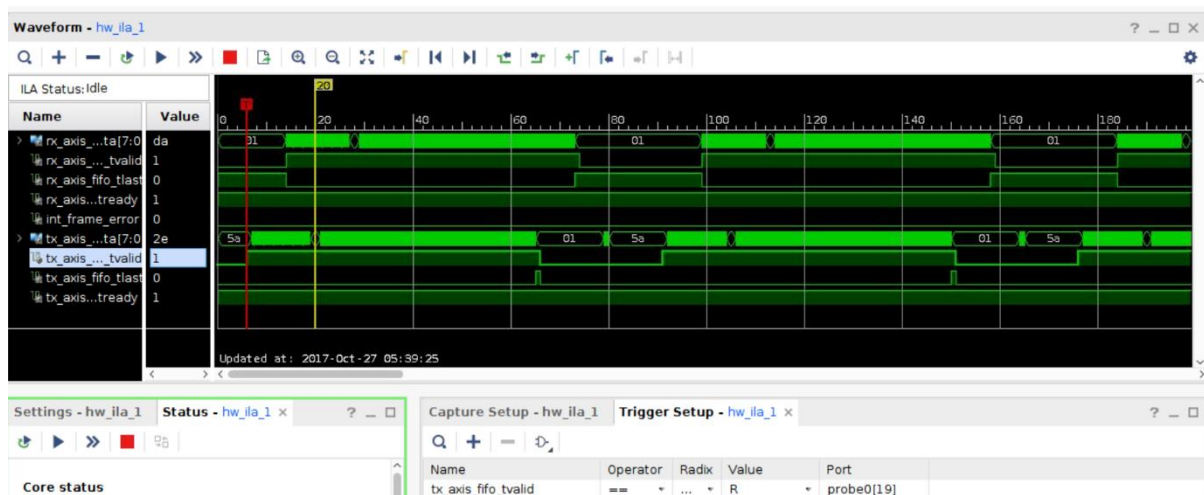 Waveform - hw_ila_1
ILA Status: Idle
20
Name Value
0 20 40 60 80 100 120 140 160 180
rx_axis_...ta[7:0 da 01 01 01
rx_axis_..._tvalid 1
rx_axis_fifo_tlast 0
rx_axis...tready 1
int_frame_error 0
tx_axis_...ta[7:0 2e 5a 01 5a 01 5a
tx_axis_..._tvalid 1
tx_axis_fifo_tlast 0
tx_axis...tready 1
Updated at: 2017-Oct-27 05:39:25
Settings - hw_ila_1 Status - hw_ila_1 Capture Setup - hw_ila_1 Trigger Setup - hw_ila_1
Name Operator Radix Value Port
Core status tx_axis_fifo_tvalid == ... R probe0[19]